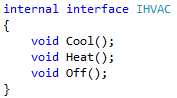 internal interface IHVAC
{
    void Cool();
    void Heat();
    void Off();
}